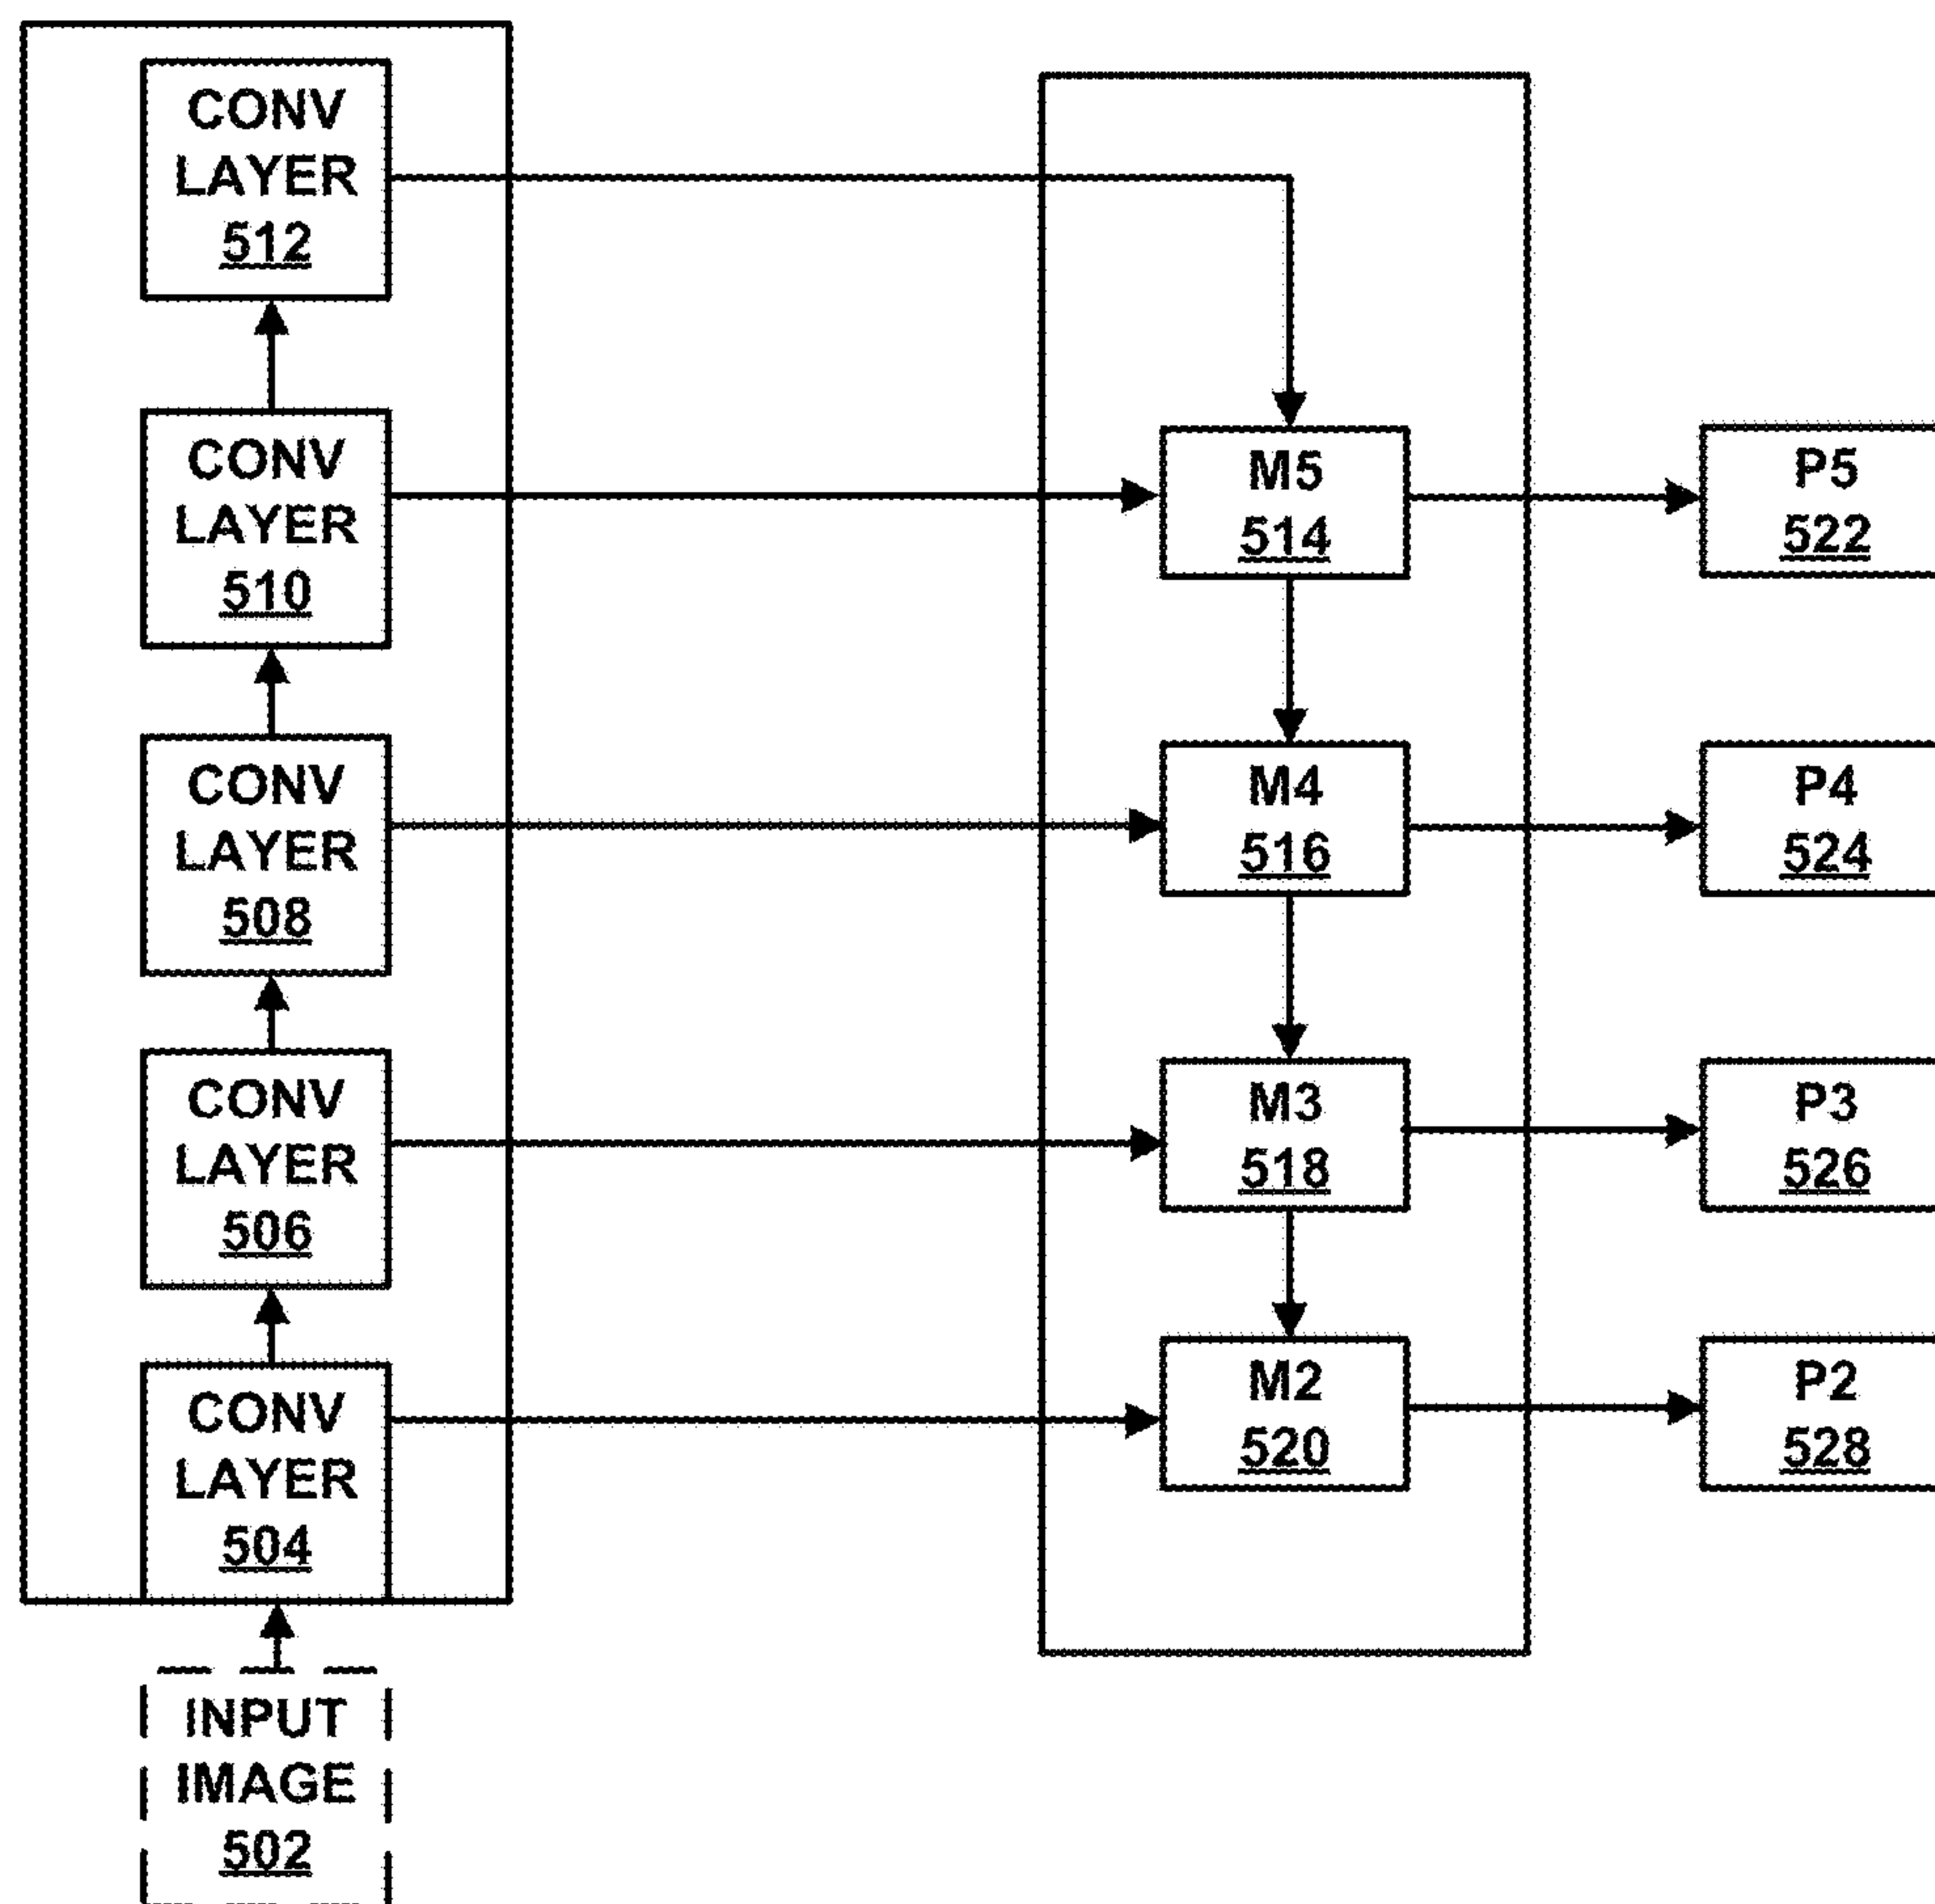 CONV
LAYER
512
CONV
LAYER
510
CONV
LAYER
508
CONV
LAYER
506
CONV
LAYER
504
INPUT
IMAGE
502
M5
514
M4
516
M3
518
M2
520
P5
522
P4
524
P3
526
P2
528